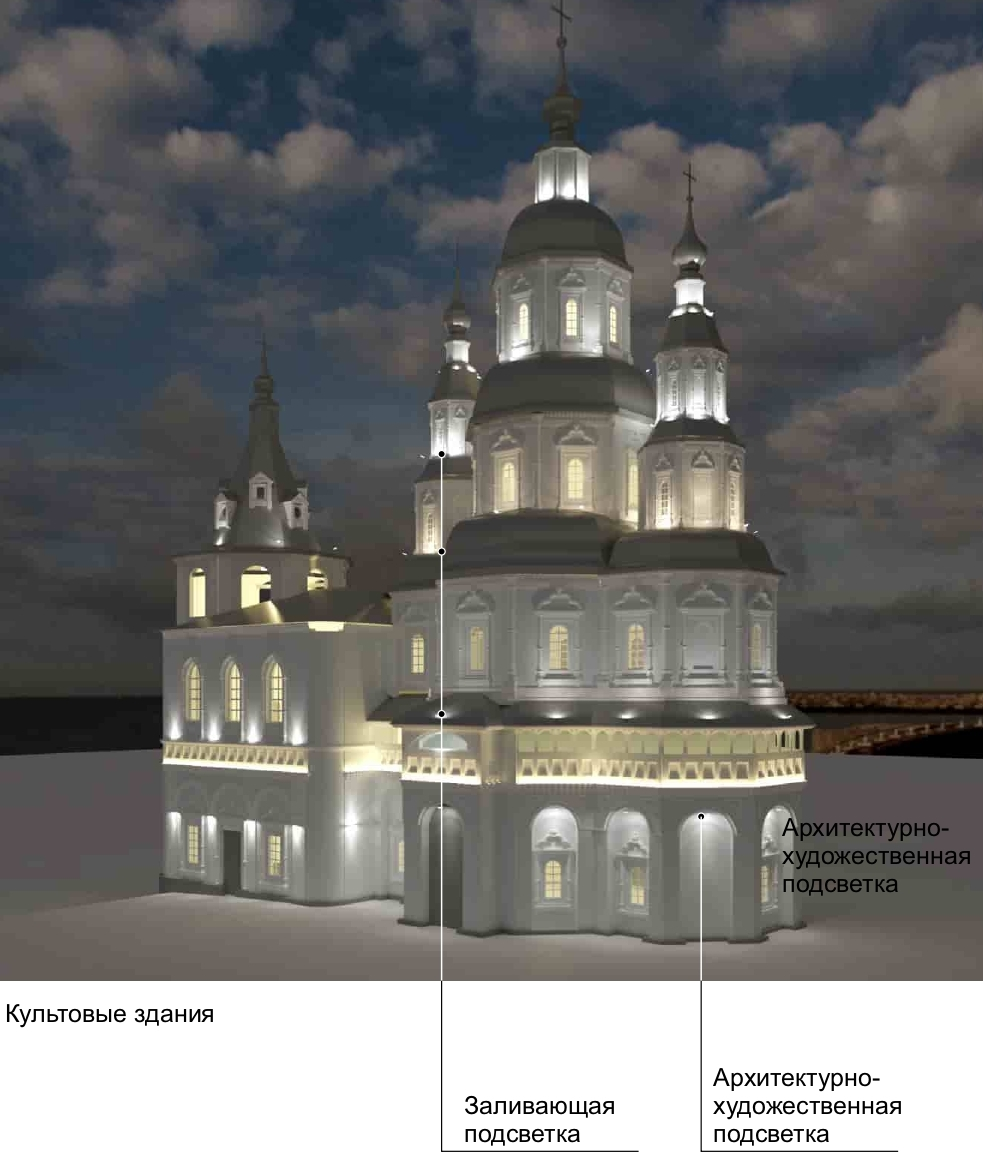 Архитектурно-
художественная
подсветка
Культовые здания
Заливающая
подсветка
Архитектурно-
художественная
подсветка